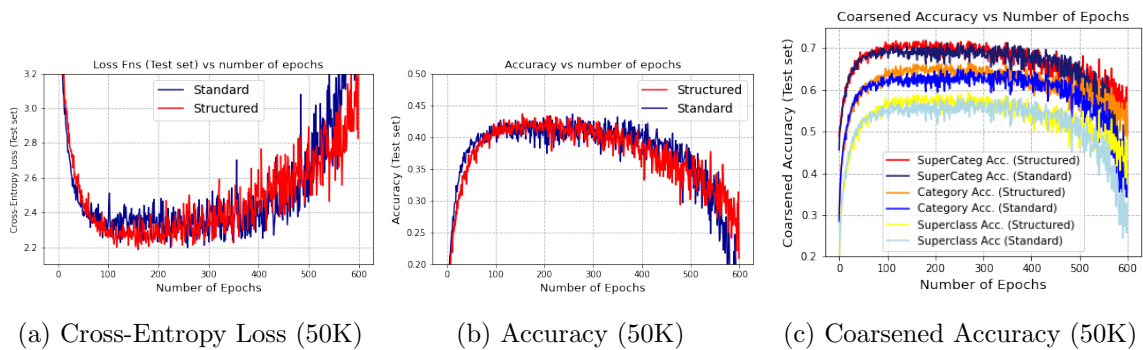 Loss Fns (Test set) vs number of epochs
3.2
3.0
2.8
2.6
2.4
2.2
Cross-Entropy Loss (Test set)
Standard
Structured
0 100 200 300 400 500 600
Number of Epochs
(a) Cross-Entropy Loss (50K)
Accuracy vs number of epochs
0.50
0.45
0.40
0.35
0.30
0.25
0.20
Accuracy (Test set)
Structured
Standard
0 100 200 300 400 500 600
Number of Epochs
(b) Accuracy (50K)
Coarsened Accuracy vs Number of Epochs
0.7
0.6
0.5
0.4
0.3
0.2
Coarsened Accuracy (Test set)
SuperCateg Acc. (Structured)
SuperCateg Acc. (Standard)
Category Acc. (Structured)
Category Acc. (Standard)
Superclass Acc. (Structured)
Superclass Acc (Standard)
0 100 200 300 400 500 600
Number of Epochs
(c) Coarsened Accuracy (50K)